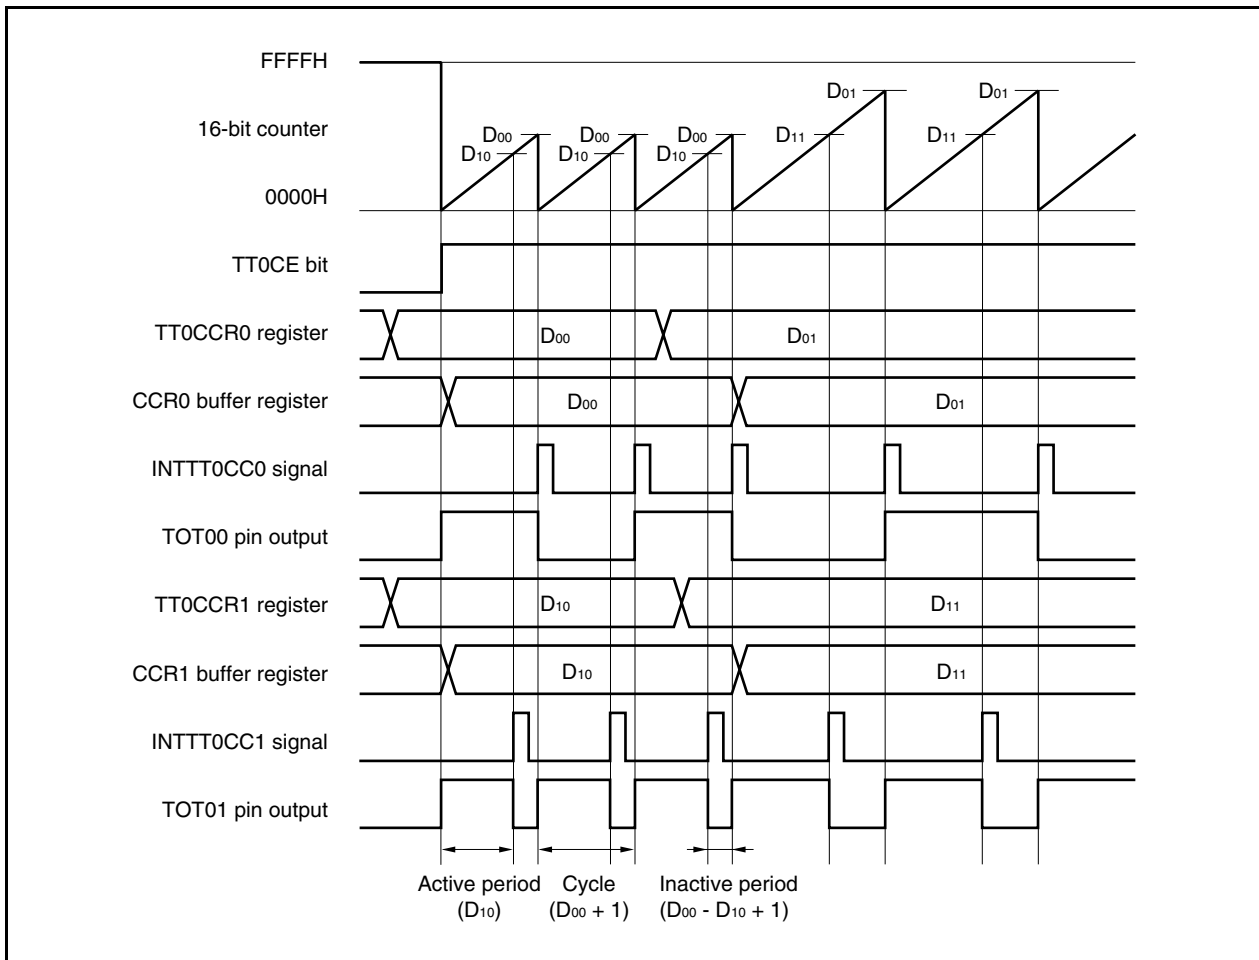 FFFFH
D01 D01
16-bit counter D00 D00 D00 D11 D11
D10 D10 D10
0000H
TT0CE bit
TT0CCR0 register D00 D01
CCR0 buffer register D00 D01
INTTT0CC0 signal
TOT00 pin output
TT0CCR1 register D10 D11
CCR1 buffer register D10 D11
INTTT0CC1 signal
TOT01 pin output
Active period Cycle Inactive period
(D10) (D00 + 1) (D00 - D10 + 1)